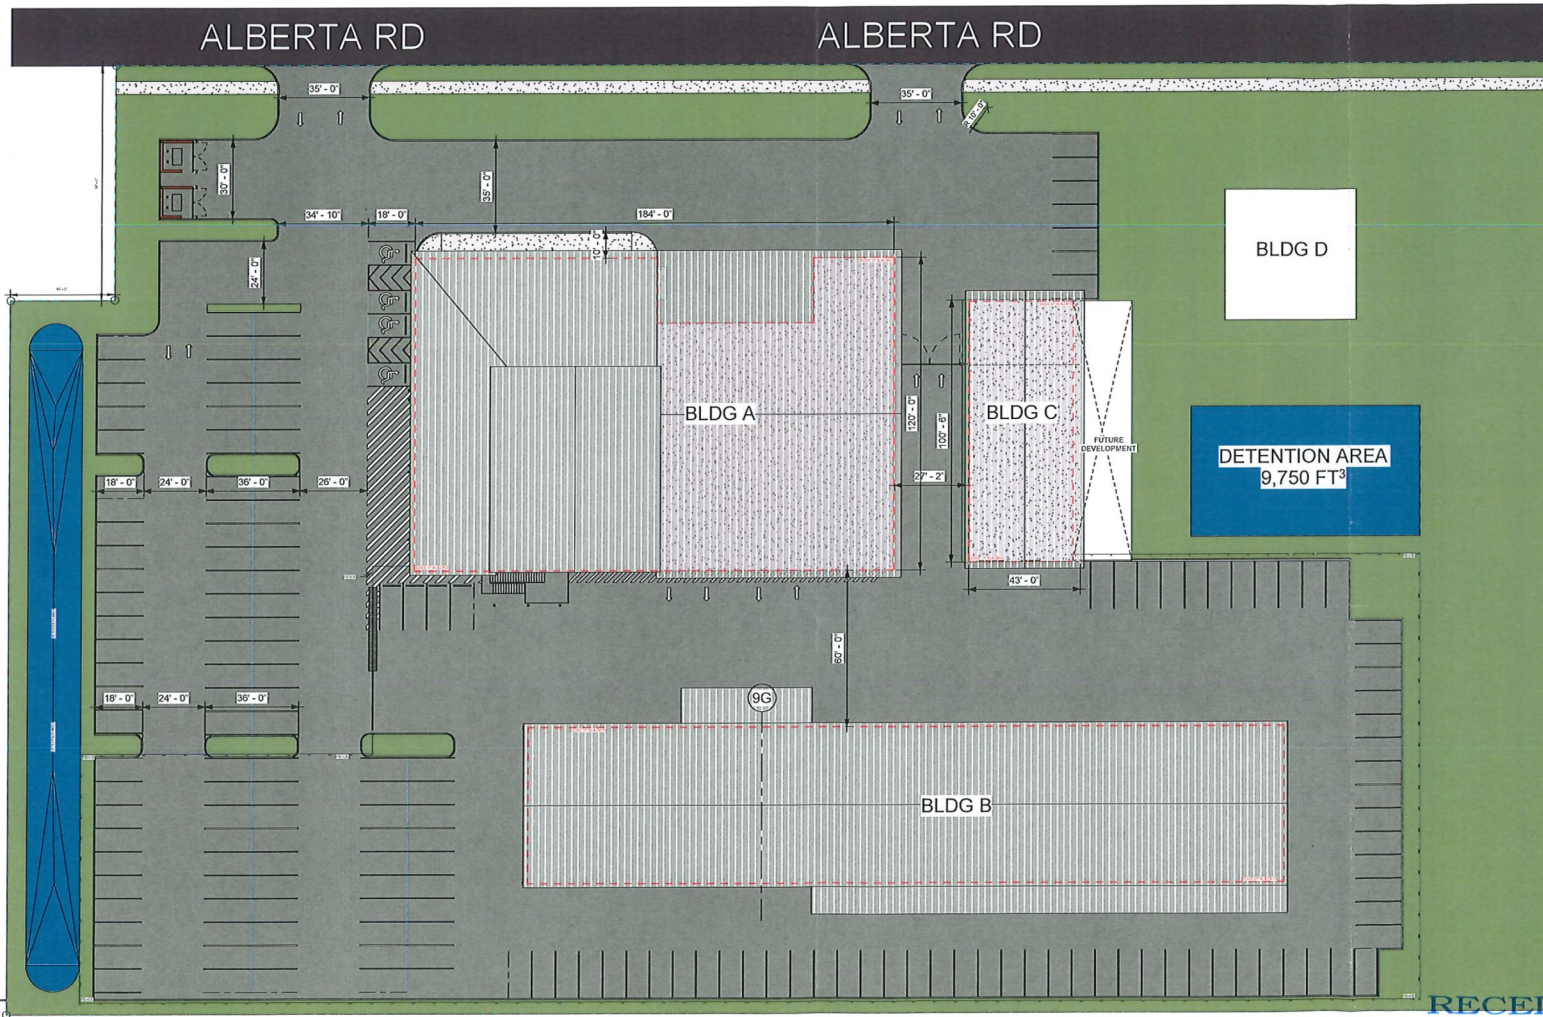 ALBERTA RD
ALBERTA RD
35' - 0"
35' - 0"
R 10' - 0"
30' - 0"
35' - 0"
34' - 10"
18' - 0"
184' - 0"
10' - 0"
24' - 0"
BLDG D
BLDG A
120' - 0"
100' - 6"
BLDG C
FUTURE
DEVELOPMENT
DETENTION AREA
9,750 FT³
18' - 0"
24' - 0"
36' - 0"
26' - 0"
27' - 2"
43' - 0"
60' - 0"
18' - 0"
24' - 0"
36' - 0"
9G
BLDG B